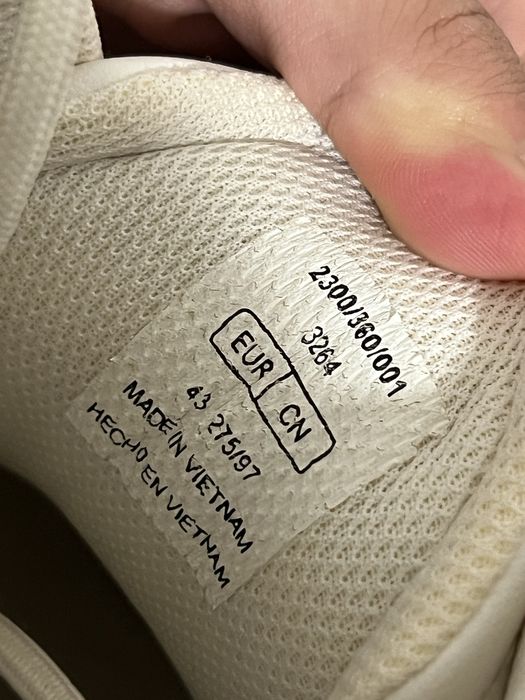 2300/360/001
3264
EUR CN
43 275/97
MADE IN VIETNAM
HECHO EN VIETNAM